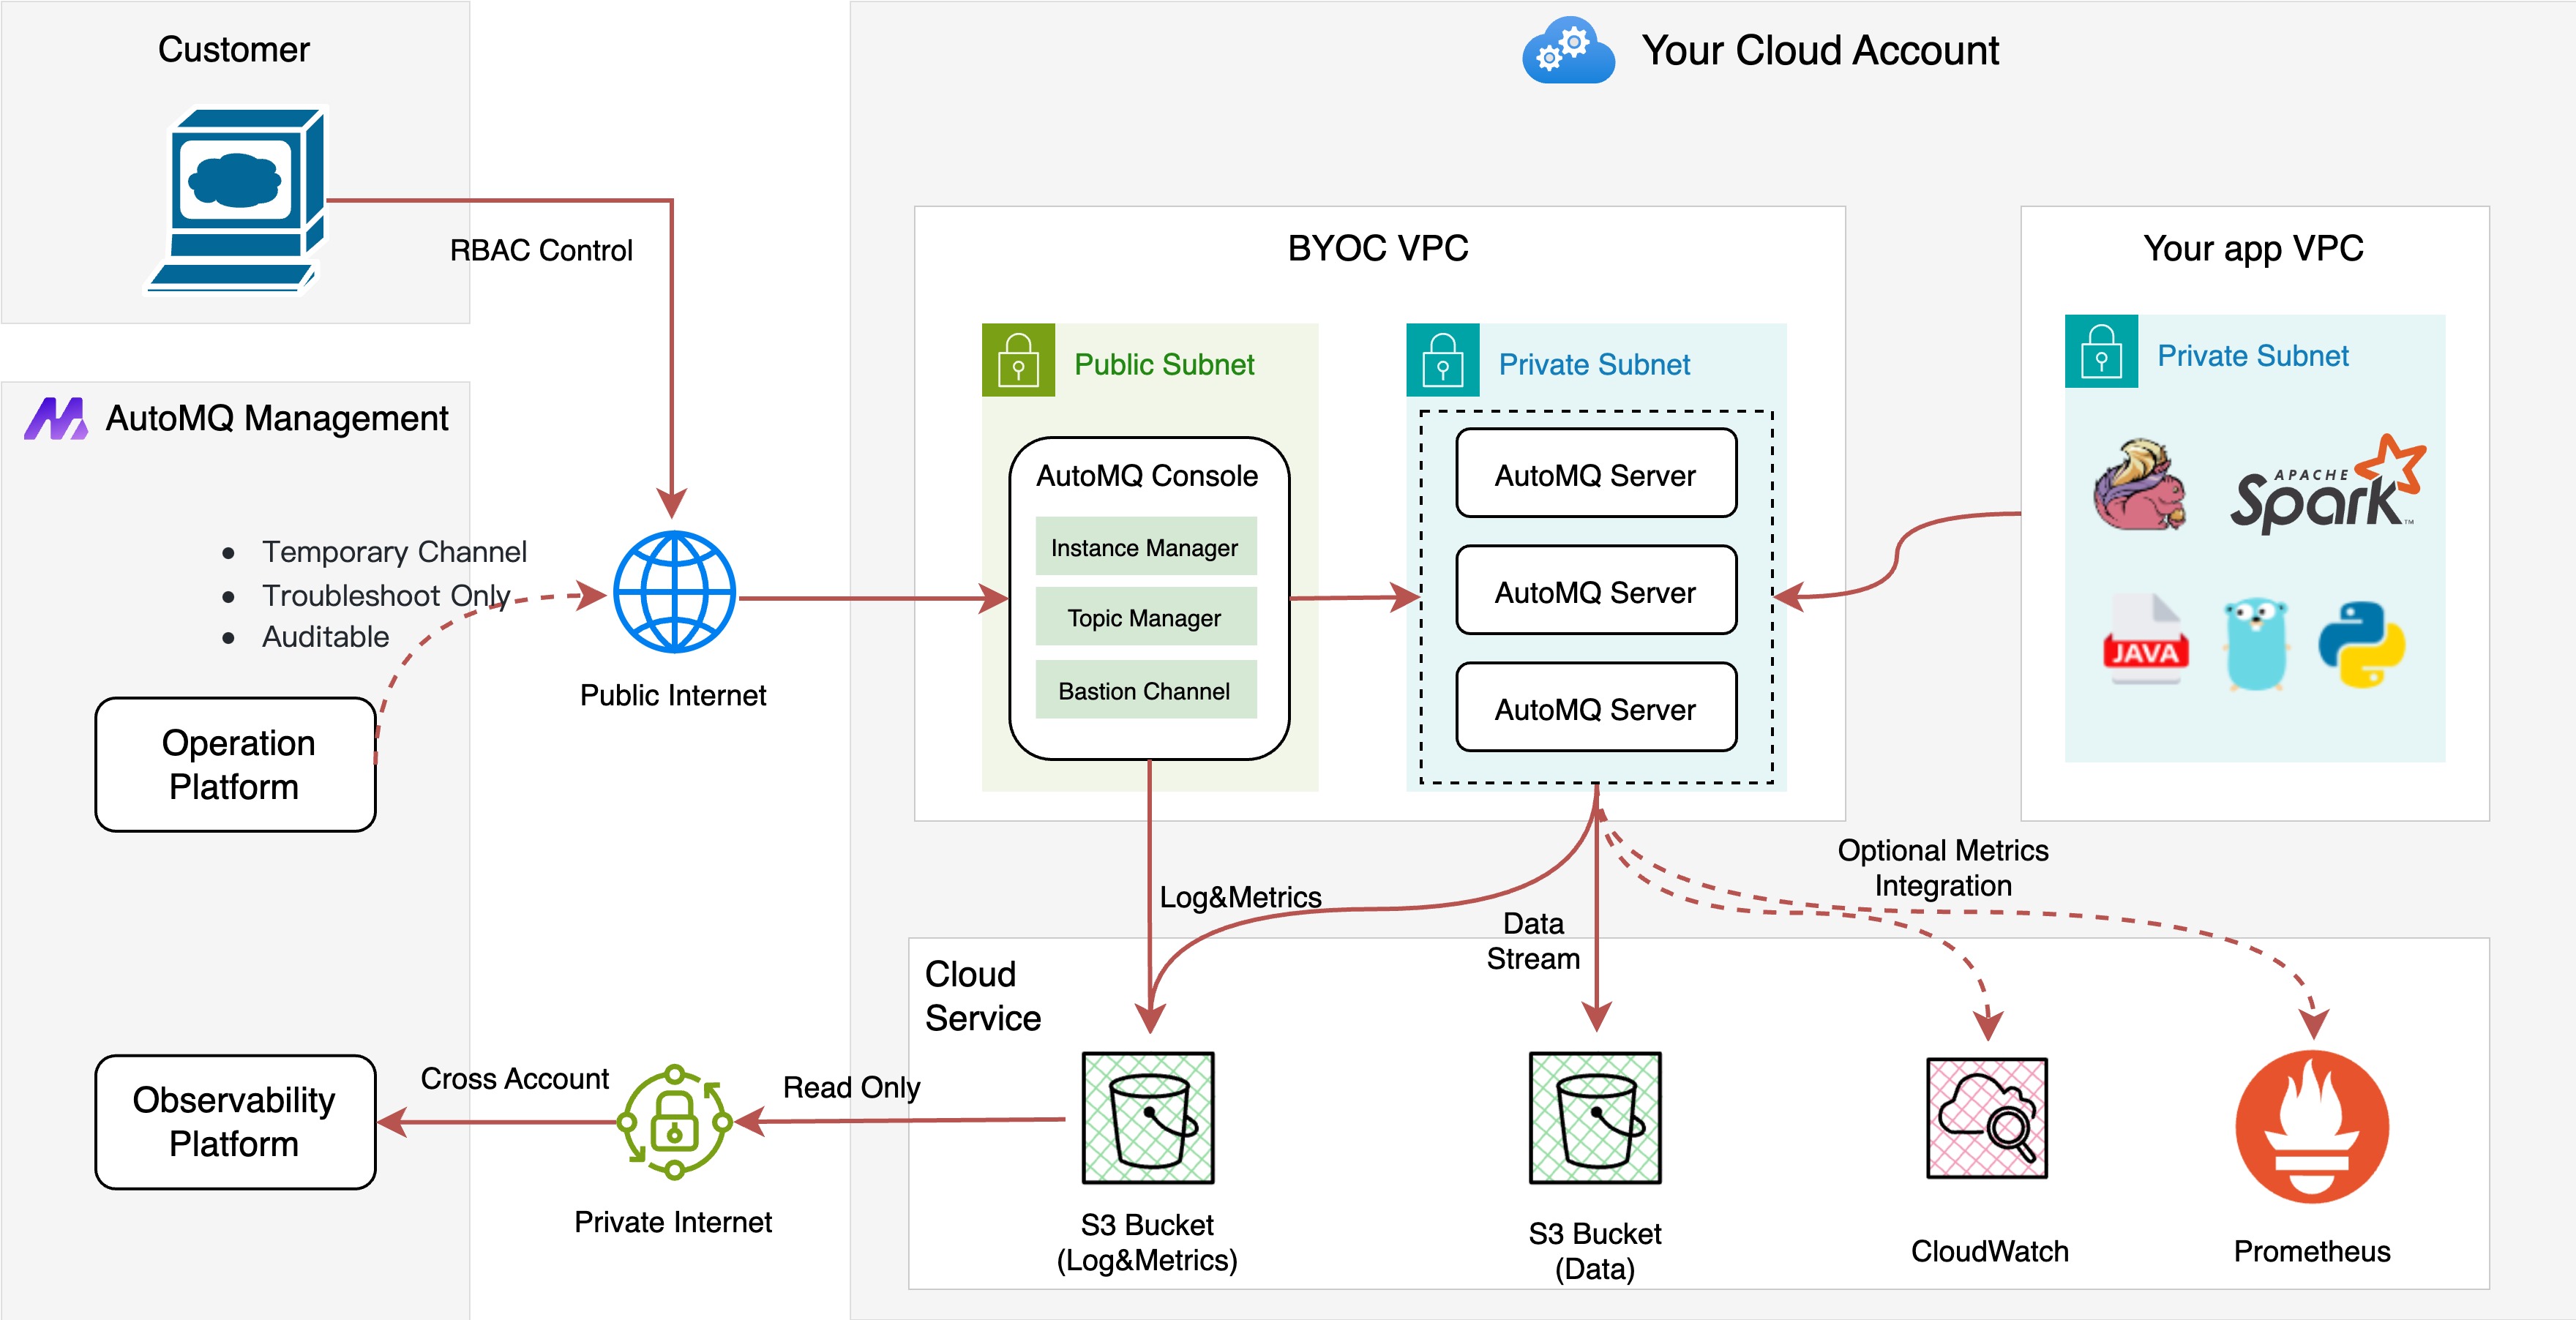 Customer
RBAC Control
AutoMQ Management
• Temporary Channel
• Troubleshoot Only
• Auditable
Operation
Platform
Observability
Platform
Public Internet
Cross Account
Private Internet
Read Only
Your Cloud Account
BYOC VPC
Public Subnet
AutoMQ Console
Instance Manager
Topic Manager
Bastion Channel
Private Subnet
AutoMQ Server
AutoMQ Server
AutoMQ Server
Your app VPC
Private Subnet
APACHE
Spark™
JAVA
Log&Metrics
Data
Stream
Optional Metrics
Integration
Cloud
Service
S3 Bucket
(Log&Metrics)
S3 Bucket
(Data)
CloudWatch
Prometheus